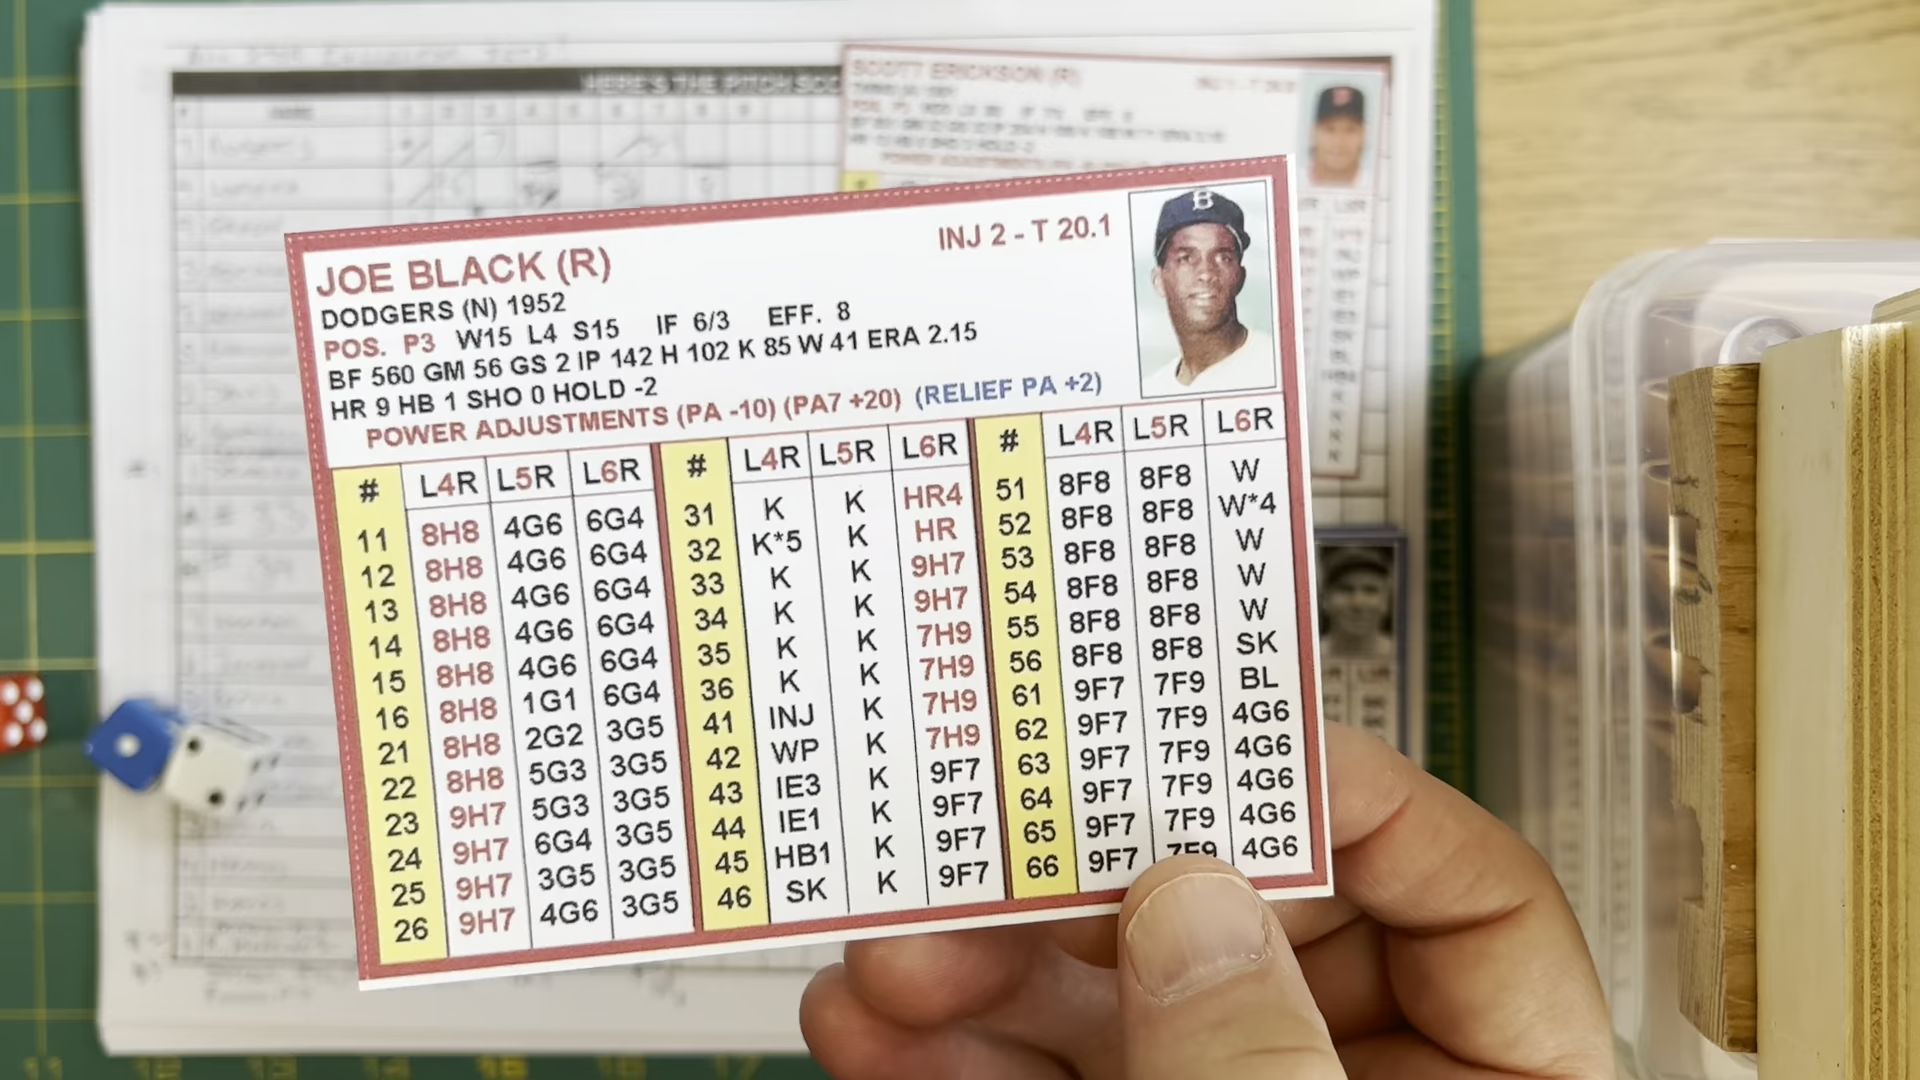 HERE'S THE PITCH SCO
SCOTT ERICKSON (R)
JOE BLACK (R) INJ 2 - T 20.1
DODGERS (N) 1952
POS. P3 W15 L4 S15 IF 6/3 EFF. 8
BF 560 GM 56 GS 2 IP 142 H 102 K 85 W 41 ERA 2.15
HR 9 HB 1 SHO 0 HOLD -2
POWER ADJUSTMENTS (PA -10) (PA7 +20) (RELIEF PA +2)
# L4R L5R L6R # L4R L5R L6R # L4R L5R L6R
11 8H8 4G6 6G4 31 K K HR4 51 8F8 8F8 W
12 8H8 4G6 6G4 32 K*5 K HR 52 8F8 8F8 W*4
13 8H8 4G6 6G4 33 K K 9H7 53 8F8 8F8 W
14 8H8 4G6 6G4 34 K K 9H7 54 8F8 8F8 W
15 8H8 4G6 6G4 35 K K 7H9 55 8F8 8F8 W
16 8H8 1G1 6G4 36 K K 7H9 56 8F8 8F8 SK
21 8H8 2G2 3G5 41 INJ K 7H9 61 9F7 7F9 BL
22 8H8 5G3 3G5 42 WP K 7H9 62 9F7 7F9 4G6
23 9H7 5G3 3G5 43 IE3 K 9F7 63 9F7 7F9 4G6
24 9H7 6G4 3G5 44 IE1 K 9F7 64 9F7 7F9 4G6
25 9H7 3G5 3G5 45 HB1 K 9F7 65 9F7 7F9 4G6
26 9H7 4G6 3G5 46 SK K 9F7 66 9F7 7F9 4G6